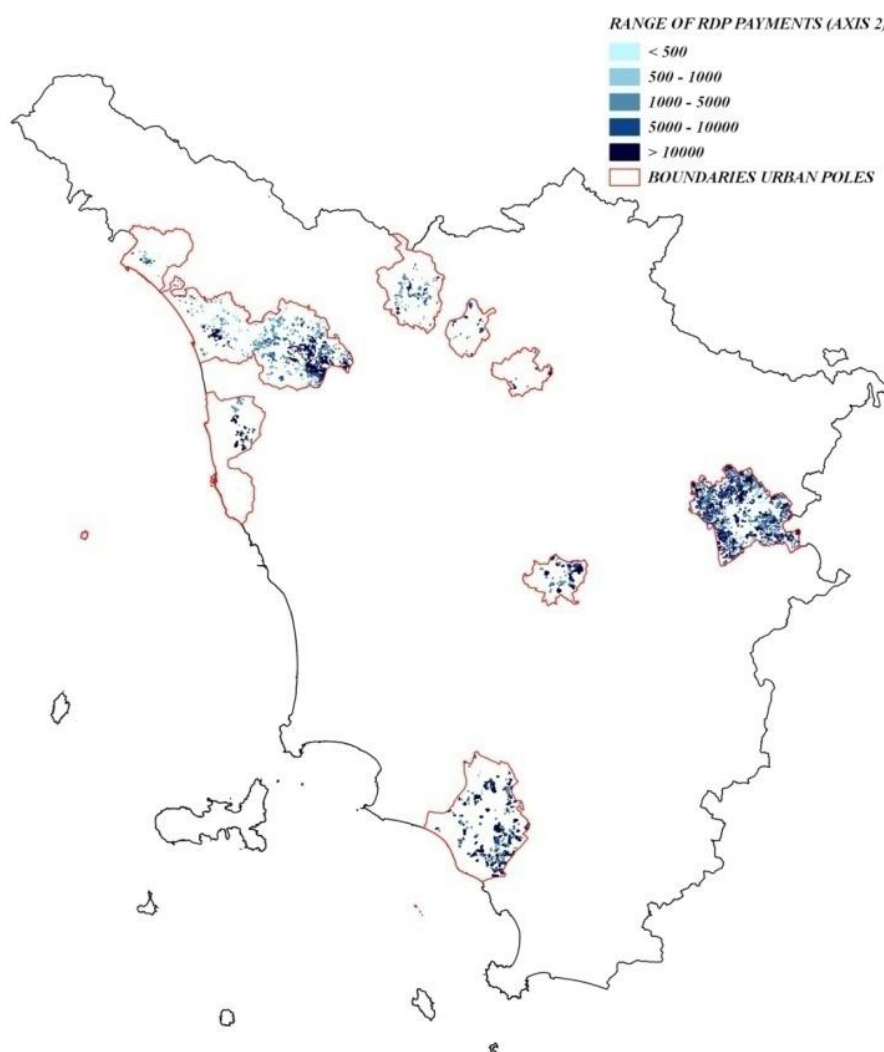 RANGE OF RDP PAYMENTS (AXIS 2)
< 500
500 - 1000
1000 - 5000
5000 - 10000
> 10000
BOUNDARIES URBAN POLES